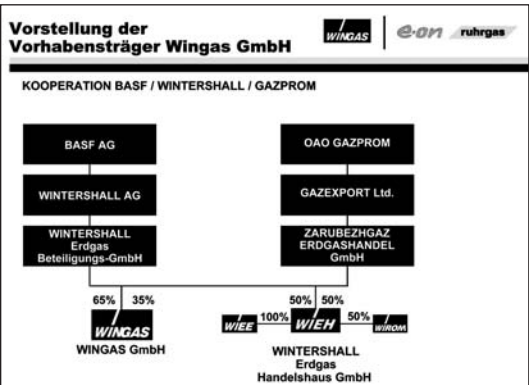 Vorstellung der
Vorhabensträger Wingas GmbH
WINGAS
e·on ruhrgas
KOOPERATION BASF / WINTERSHALL / GAZPROM
BASF AG
OAO GAZPROM
WINTERSHALL AG
GAZEXPORT Ltd.
WINTERSHALL
Erdgas
Beteiligungs-GmbH
ZARUBEZHGAZ
ERDGASHANDEL
GmbH
65% 35%
50% 50%
WINGAS
WIEE
100%
WIEH
50%
WIROM
WINGAS GmbH
WINTERSHALL
Erdgas
Handelshaus GmbH